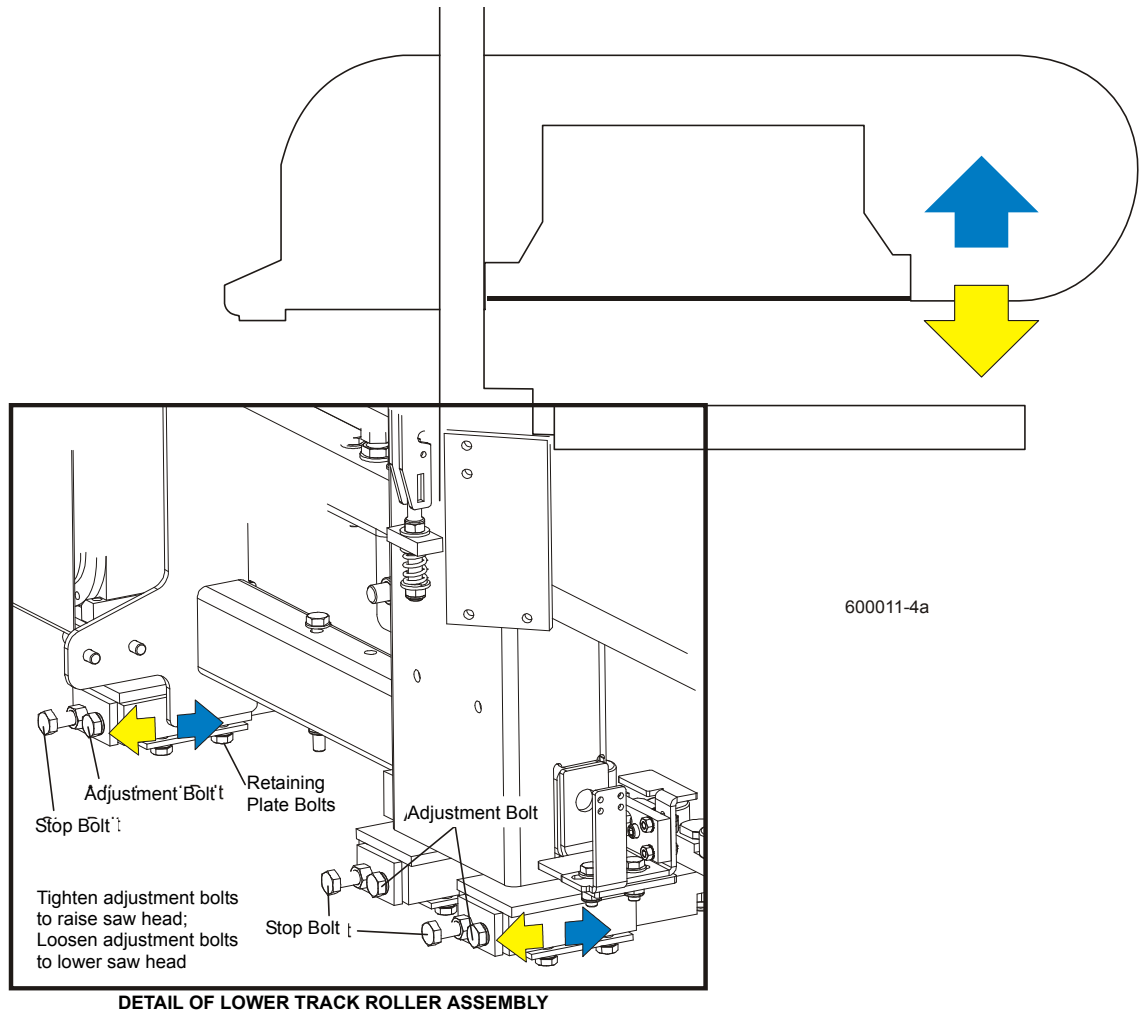 600011-4a
Adjustment Bolt
Retaining
Plate Bolts
Stop Bolt
Adjustment Bolt
Stop Bolt
Tighten adjustment bolts
to raise saw head;
Loosen adjustment bolts
to lower saw head
DETAIL OF LOWER TRACK ROLLER ASSEMBLY